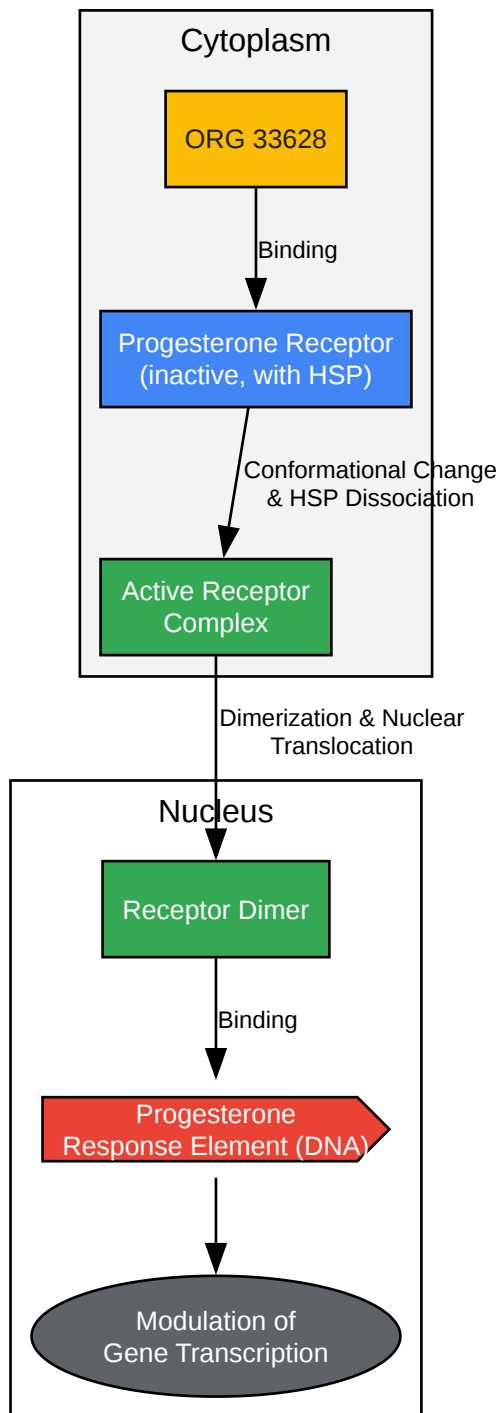 Cytoplasm
ORG 33628
Binding
Progesterone Receptor
(inactive, with HSP)
Conformational Change
& HSP Dissociation
Active Receptor
Complex
Dimerization & Nuclear
Translocation
Nucleus
Receptor Dimer
Binding
Progesterone
Response Element (DNA)
Modulation of
Gene Transcription